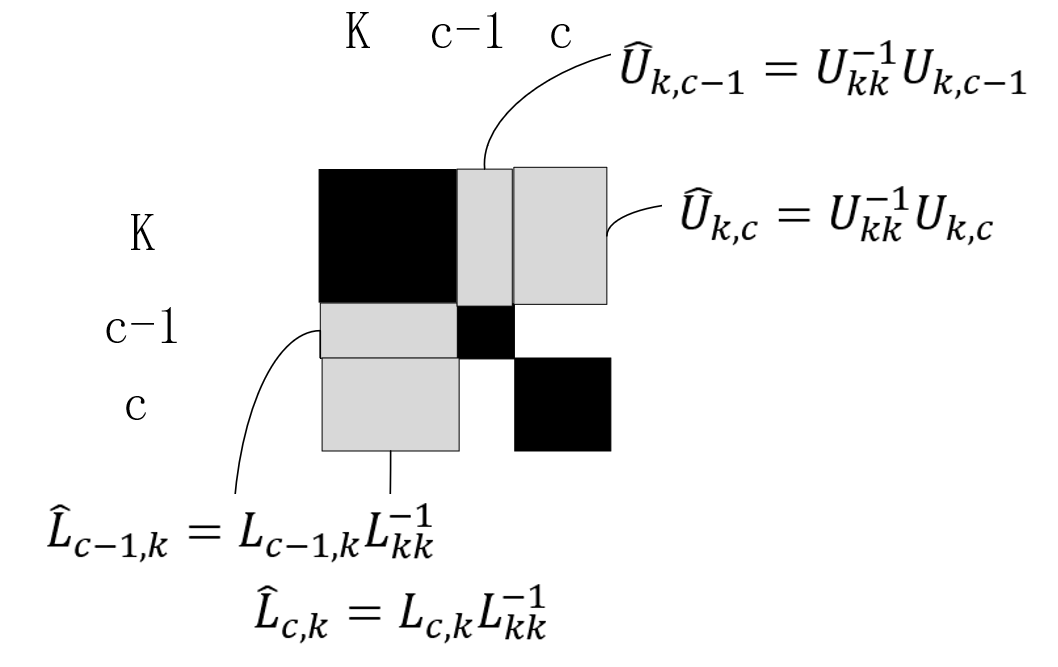 K c-1 c
Û_{k,c-1} = U_{kk}^{-1} U_{k,c-1}
Û_{k,c} = U_{kk}^{-1} U_{k,c}
K
c-1
c
L̂_{c-1,k} = L_{c-1,k} L_{kk}^{-1}
L̂_{c,k} = L_{c,k} L_{kk}^{-1}